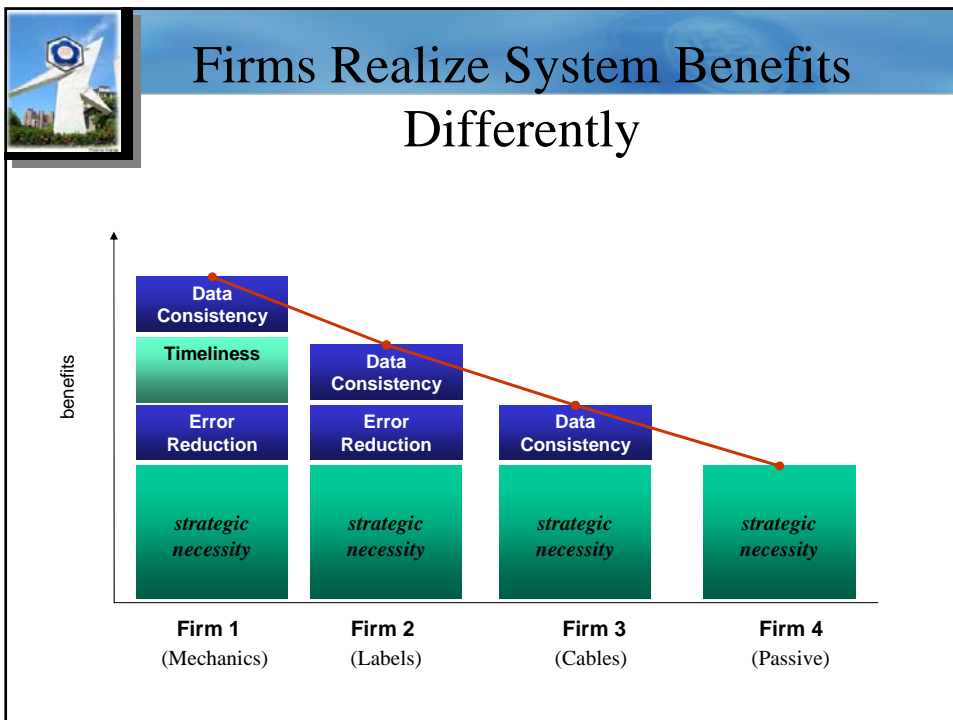 Firms Realize System Benefits
Differently
benefits
Data
Consistency
Timeliness
Error
Reduction
strategic
necessity
Data
Consistency
Error
Reduction
strategic
necessity
Data
Consistency
strategic
necessity
strategic
necessity
Firm 1
(Mechanics)
Firm 2
(Labels)
Firm 3
(Cables)
Firm 4
(Passive)